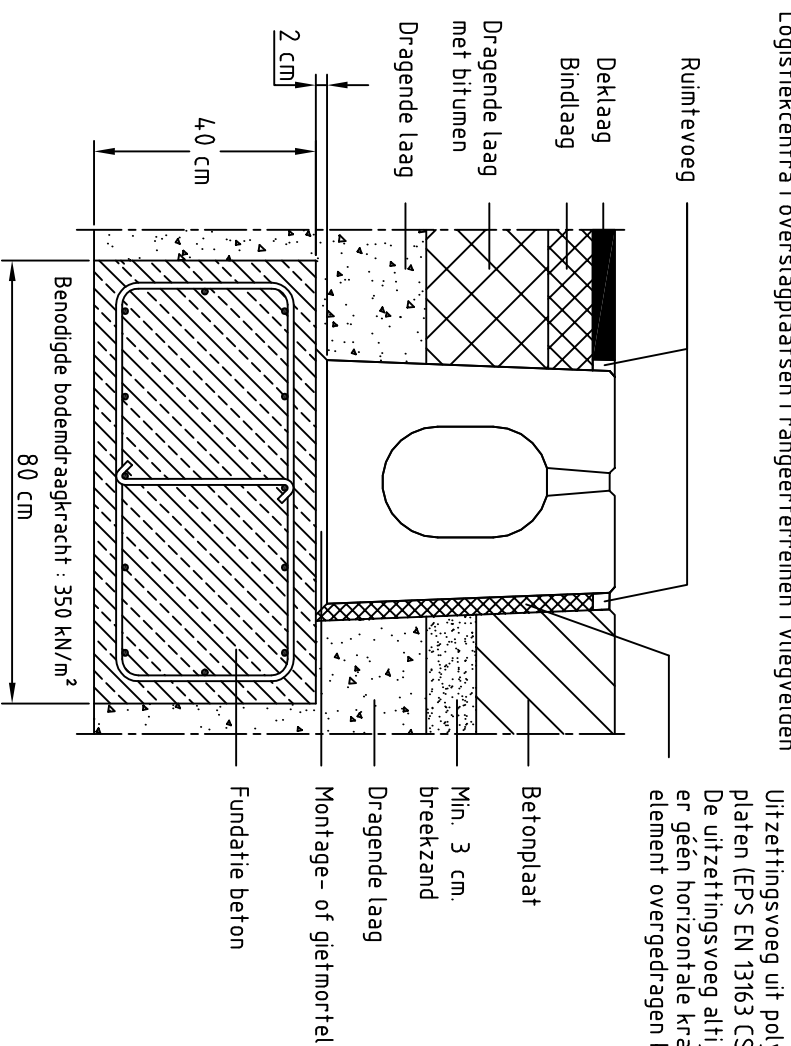 Logistiekcentra I overslagplaatsen I rangeerterreinen I vliegvelden
Uitzettingsvoeg uit poly
platen (EPS EN 13163 CS
De uitzettingsvoeg alti
er géén horizontale kra
element overgedragen
Ruimtevoeg
Deklaag
Bindlaag
Dragende laag
met bitumen
Dragende laag
2 cm
40 cm
Betonplaat
Min. 3 cm.
breekzand
Dragende laag
Montage- of gietmortel
Fundatie beton
Benodigde bodemdraagkracht : 350 kN/m²
80 cm